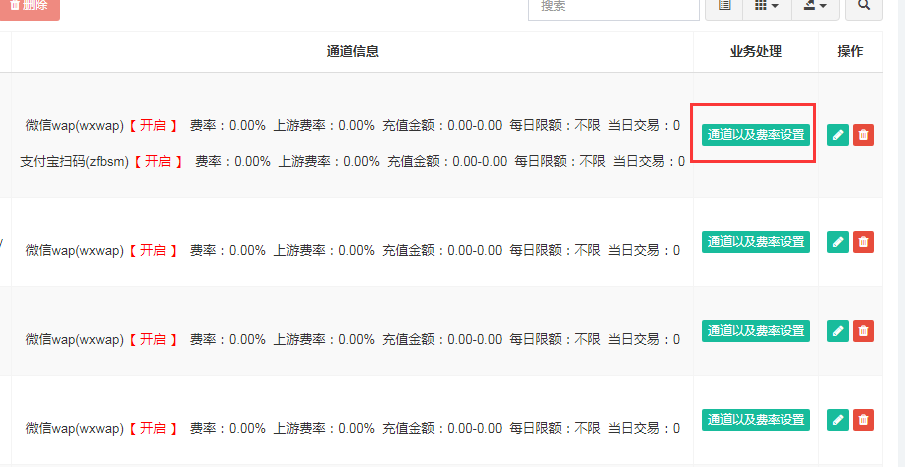 删除
搜索
通道信息 业务处理 操作
微信wap(wxwap)【 开启 】 费率：0.00% 上游费率：0.00% 充值金额：0.00-0.00 每日限额：不限 当日交易：0
通道以及费率设置
支付宝扫码(zfbsm)【 开启 】 费率：0.00% 上游费率：0.00% 充值金额：0.00-0.00 每日限额：不限 当日交易：0
/ 微信wap(wxwap)【 开启 】 费率：0.00% 上游费率：0.00% 充值金额：0.00-0.00 每日限额：不限 当日交易：0 通道以及费率设置
微信wap(wxwap)【 开启 】 费率：0.00% 上游费率：0.00% 充值金额：0.00-0.00 每日限额：不限 当日交易：0 通道以及费率设置
微信wap(wxwap)【 开启 】 费率：0.00% 上游费率：0.00% 充值金额：0.00-0.00 每日限额：不限 当日交易：0 通道以及费率设置